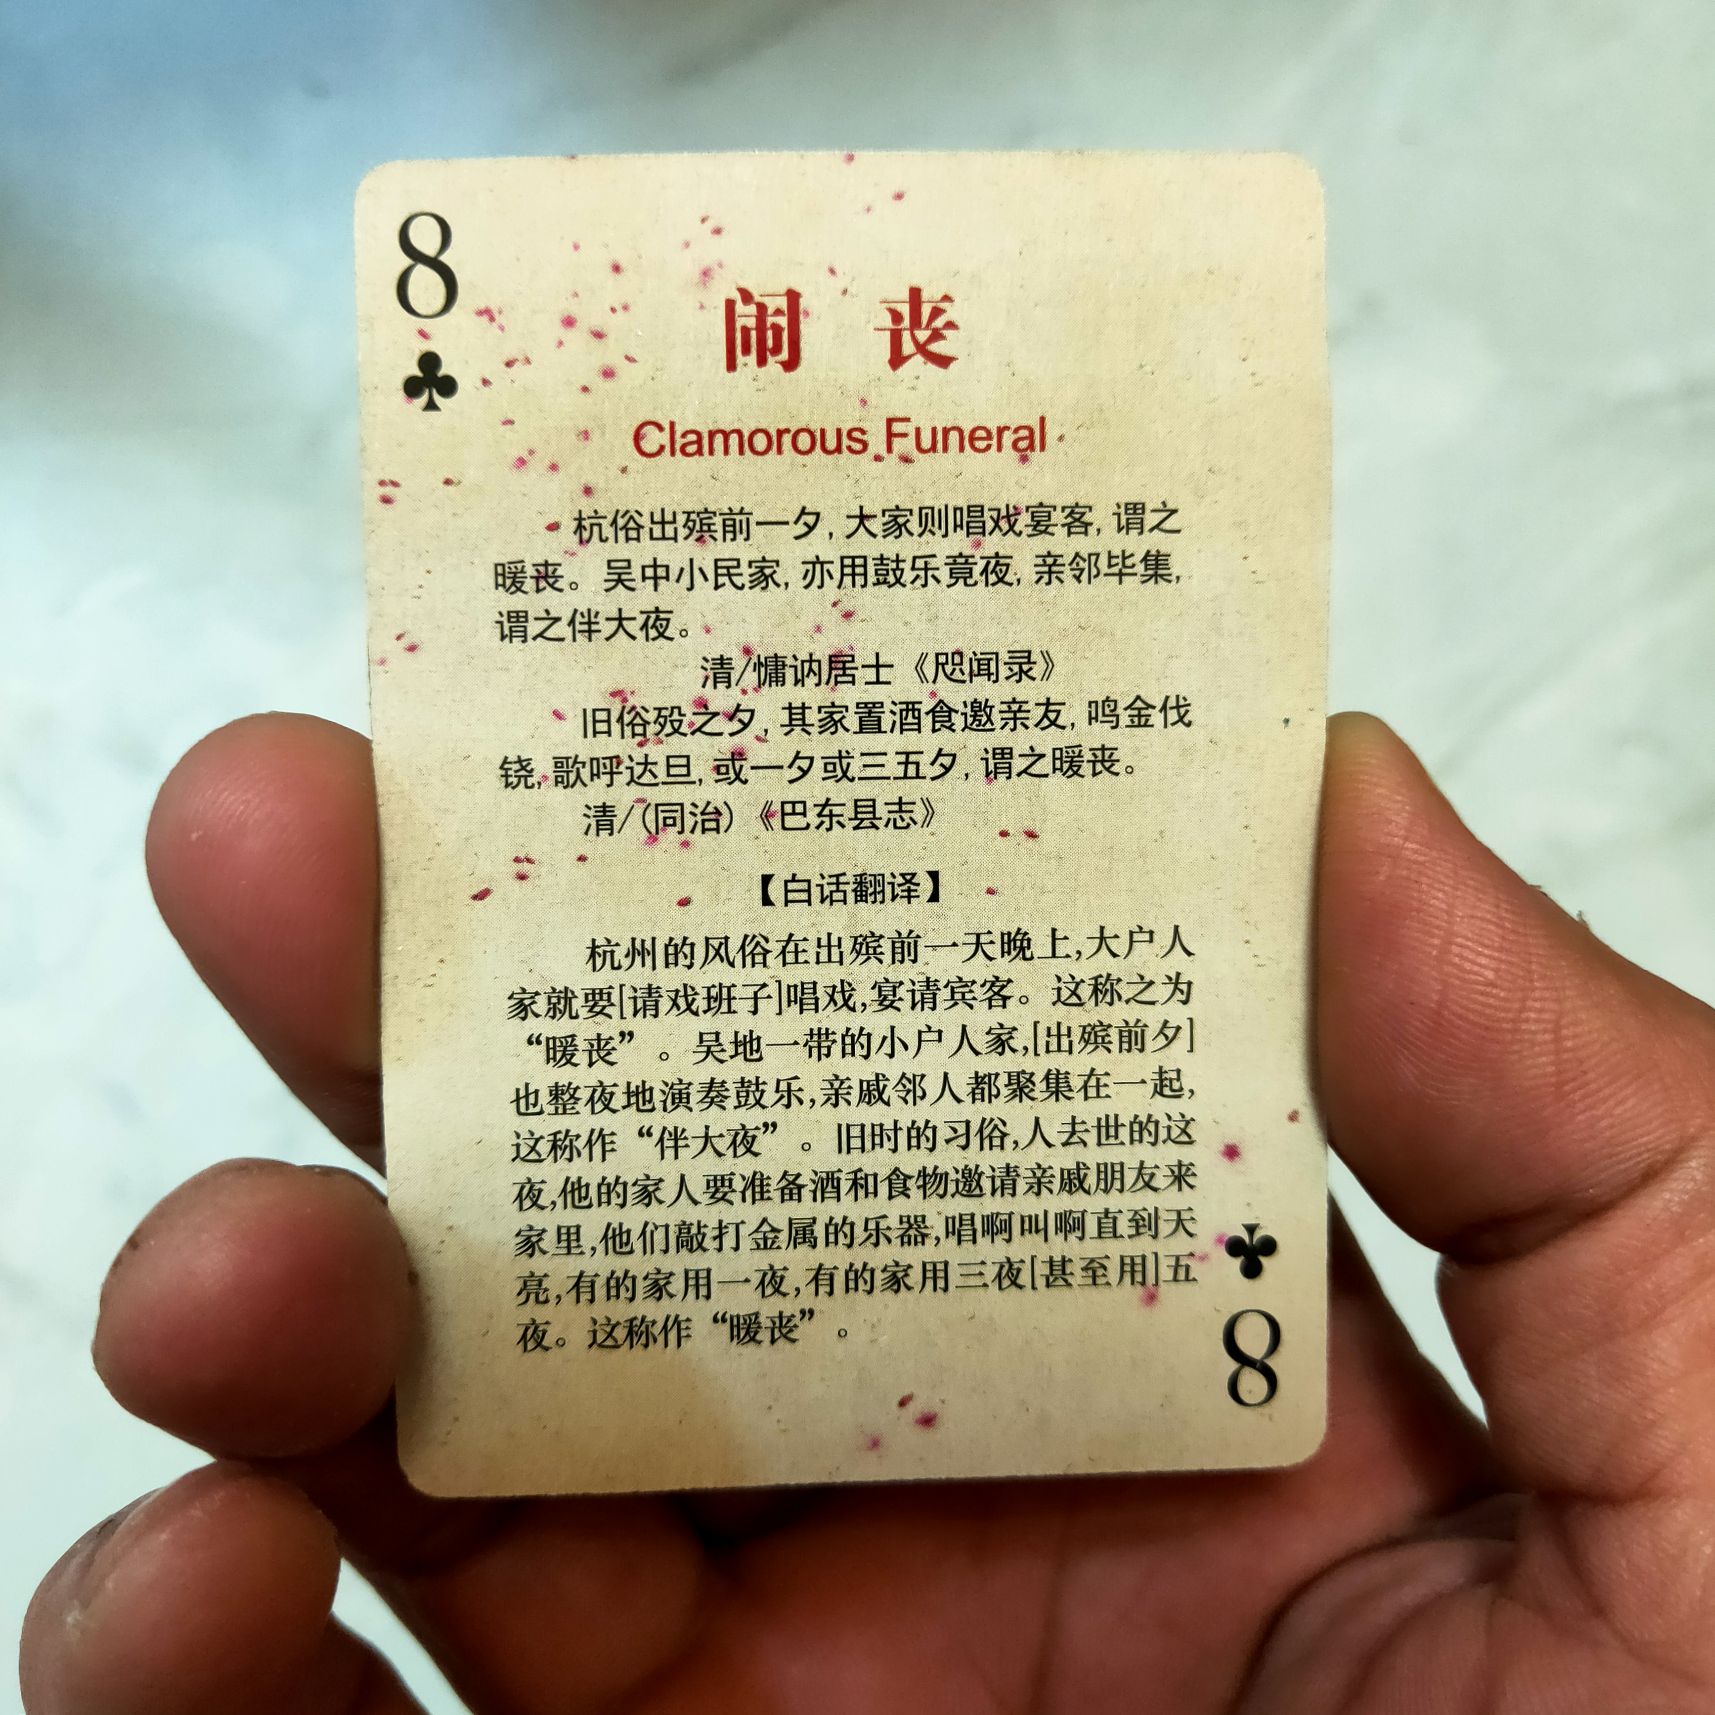 8
闹 丧
Clamorous Funeral
杭俗出殡前一夕,大家则唱戏宴客,谓之
暖丧。吴中小民家,亦用鼓乐竟夜,亲邻毕集,
谓之伴大夜。
清/慵讷居士《咫闻录》
旧俗殁之夕,其家置酒食邀亲友,鸣金伐
铙,歌呼达旦,或一夕或三五夕,谓之暖丧。
清/(同治)《巴东县志》
【白话翻译】
杭州的风俗在出殡前一天晚上,大户人
家就要[请戏班子]唱戏,宴请宾客。这称之为
“暖丧”。吴地一带的小户人家,[出殡前夕]
也整夜地演奏鼓乐,亲戚邻人都聚集在一起,
这称作“伴大夜”。旧时的习俗,人去世的这
夜,他的家人要准备酒和食物邀请亲戚朋友来
家里,他们敲打金属的乐器,唱啊叫啊直到天
亮,有的家用一夜,有的家用三夜[甚至用]五
夜。这称作“暖丧”。
8